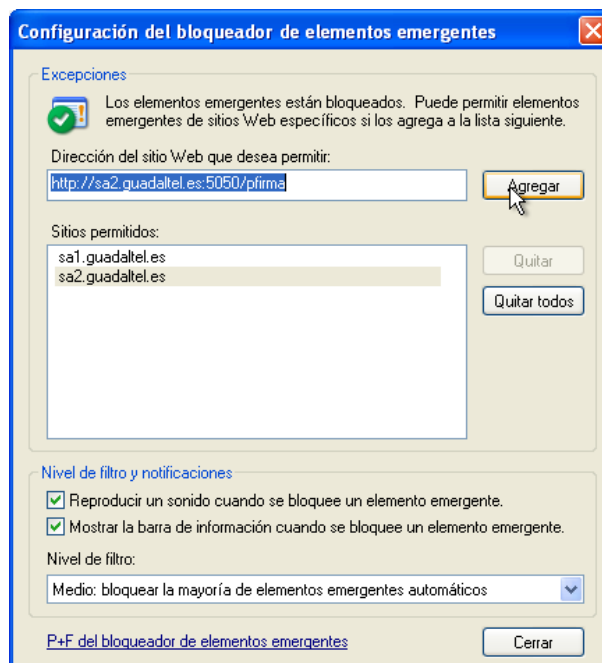 Configuración del bloqueador de elementos emergentes
Excepciones
Los elementos emergentes están bloqueados. Puede permitir elementos
emergentes de sitios Web específicos si los agrega a la lista siguiente.
Dirección del sitio Web que desea permitir:
http://sa2.guadaltel.es:5050/pfirma
Agregar
Sitios permitidos:
sa1.guadaltel.es
sa2.guadaltel.es
Quitar
Quitar todos
Nivel de filtro y notificaciones
Reproducir un sonido cuando se bloquee un elemento emergente.
Mostrar la barra de información cuando se bloquee un elemento emergente.
Nivel de filtro:
Medio: bloquear la mayoría de elementos emergentes automáticos
P+F del bloqueador de elementos emergentes
Cerrar